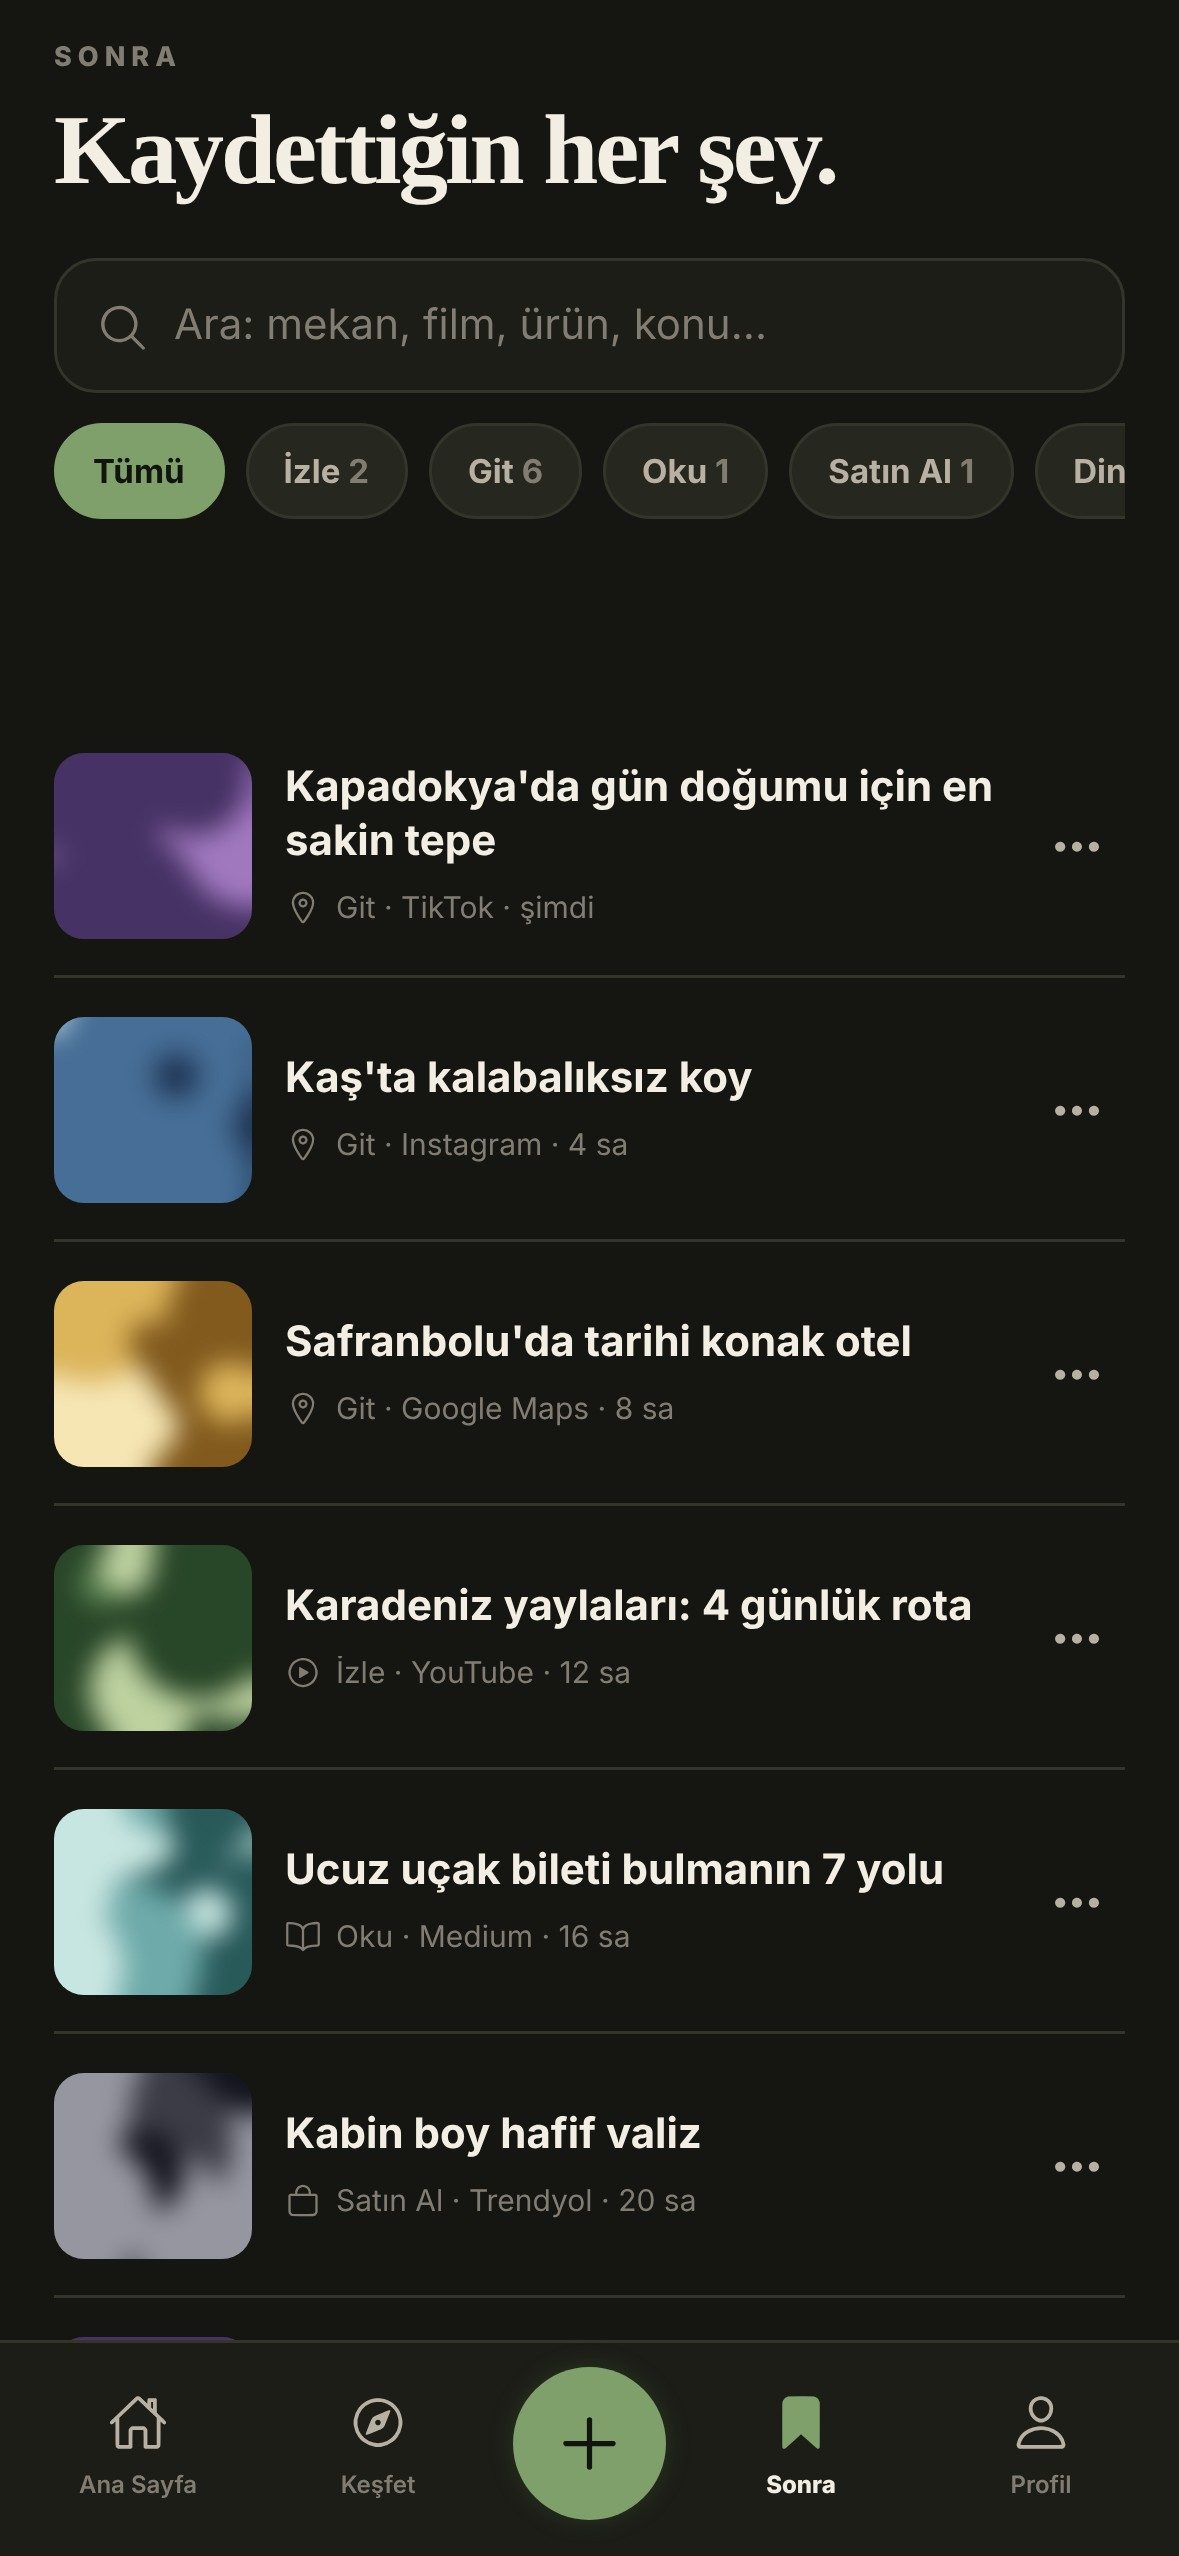 SONRA
Kaydettiğin her şey.
Ara: mekan, film, ürün, konu...
Tümü
İzle 2
Git 6
Oku 1
Satın Al 1
Din
Kapadokya'da gün doğumu için en
sakin tepe
Git · TikTok · şimdi
Kaş'ta kalabalıksız koy
Git · Instagram · 4 sa
Safranbolu'da tarihi konak otel
Git · Google Maps · 8 sa
Karadeniz yaylaları: 4 günlük rota
İzle · YouTube · 12 sa
Ucuz uçak bileti bulmanın 7 yolu
Oku · Medium · 16 sa
Kabin boy hafif valiz
Satın Al · Trendyol · 20 sa
Ana Sayfa
Keşfet
Sonra
Profil